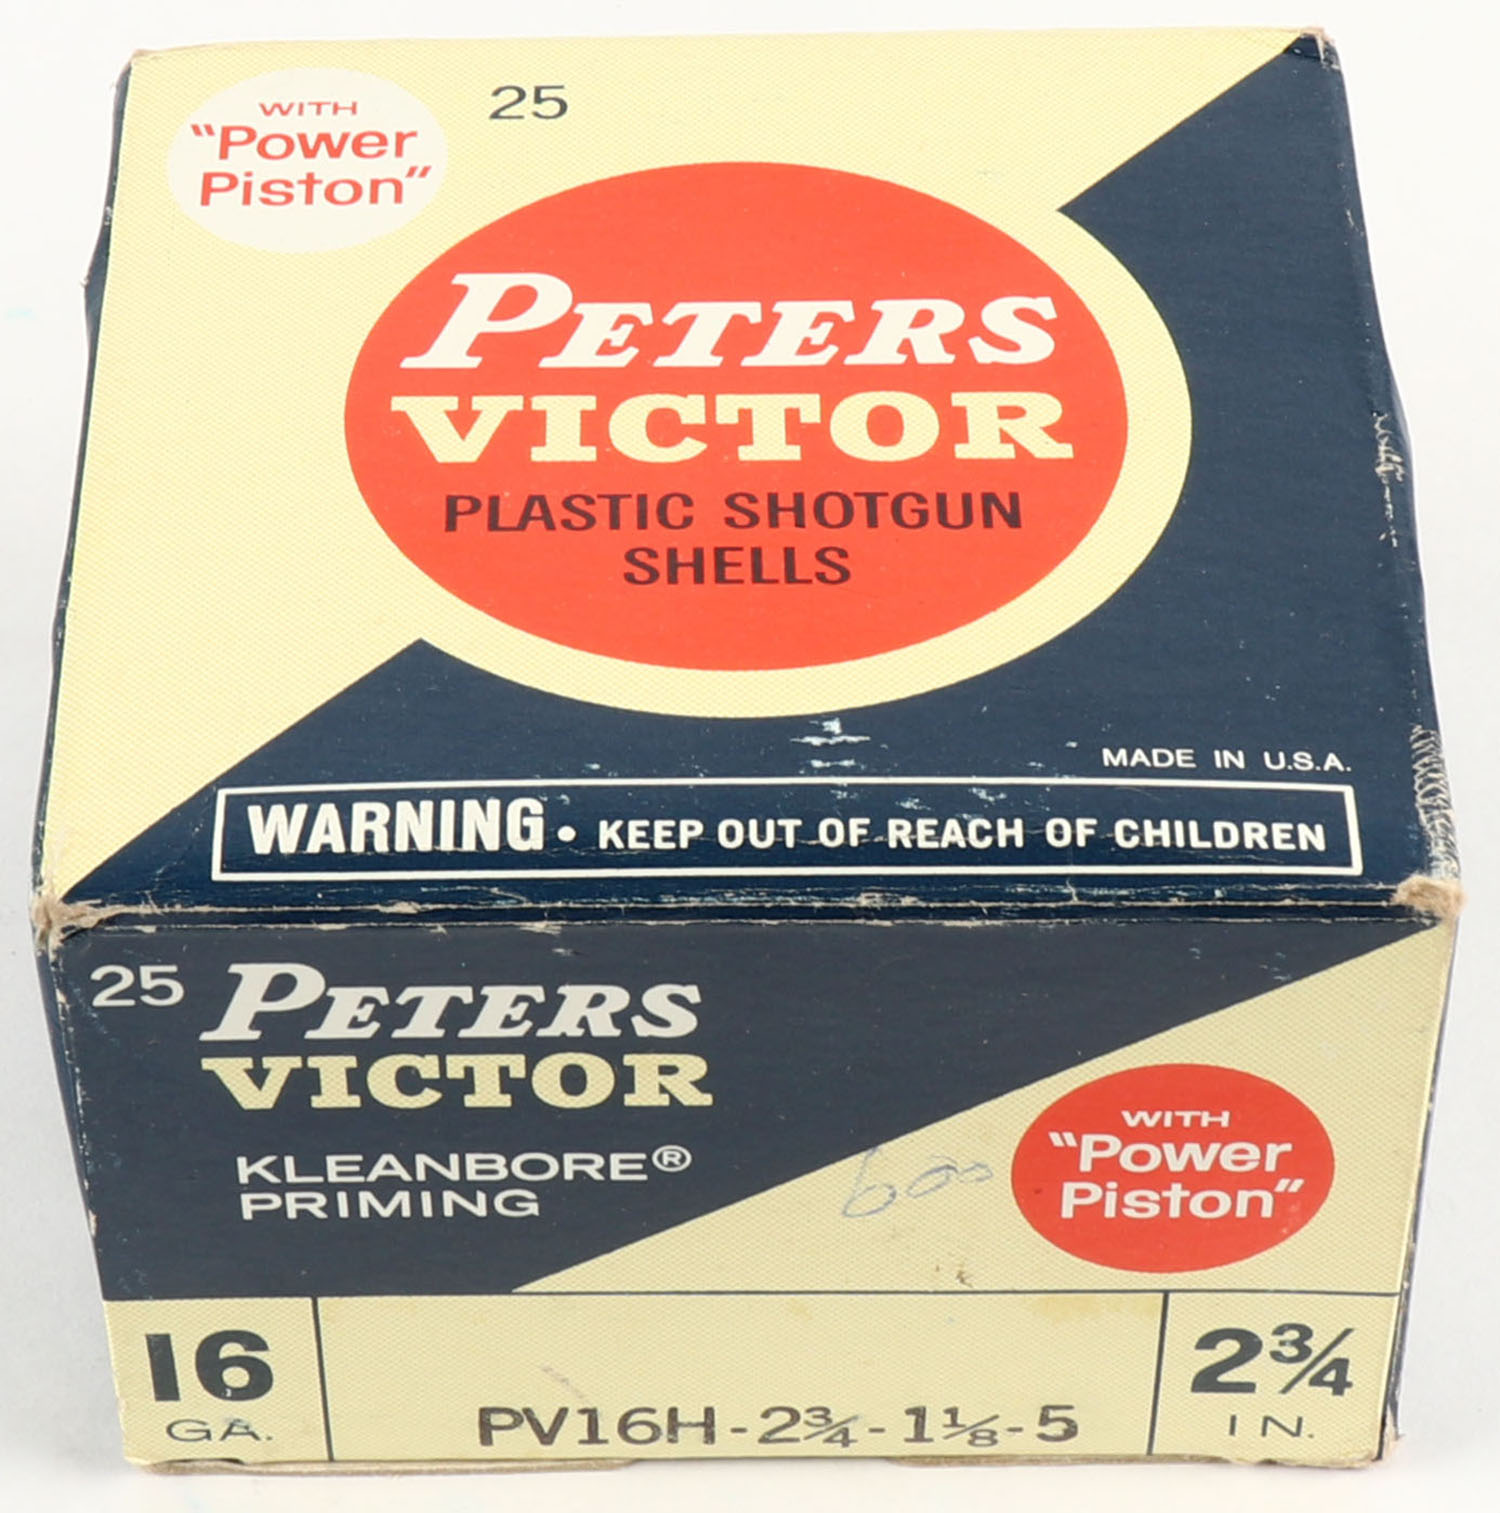 WITH
"Power
Piston"
25
PETERS
VICTOR
PLASTIC SHOTGUN
SHELLS
MADE IN U.S.A.
WARNING • KEEP OUT OF REACH OF CHILDREN
25 PETERS
VICTOR
KLEANBORE®
PRIMING
WITH
"Power
Piston"
16
GA.
PV16H-2¾-1⅛-5
2¾
IN.